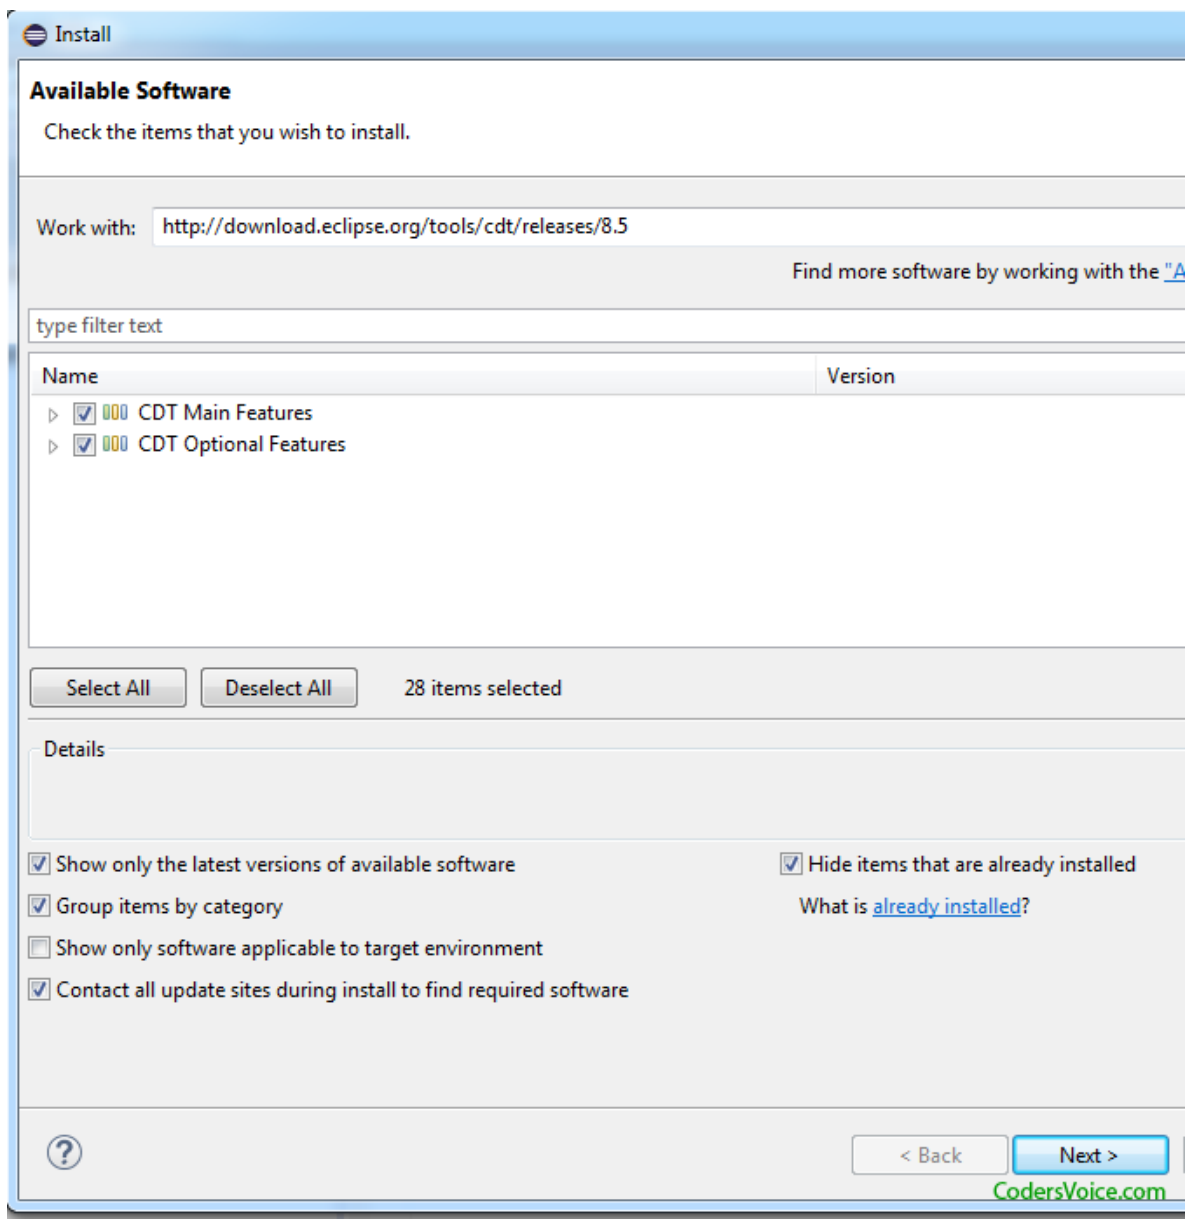 Install
Available Software
Check the items that you wish to install.
Work with: http://download.eclipse.org/tools/cdt/releases/8.5
Find more software by working with the "A
type filter text
Name Version
CDT Main Features
CDT Optional Features
Select All Deselect All 28 items selected
Details
Show only the latest versions of available software Hide items that are already installed
Group items by category What is already installed?
Show only software applicable to target environment
Contact all update sites during install to find required software
? < Back Next >
CodersVoice.com